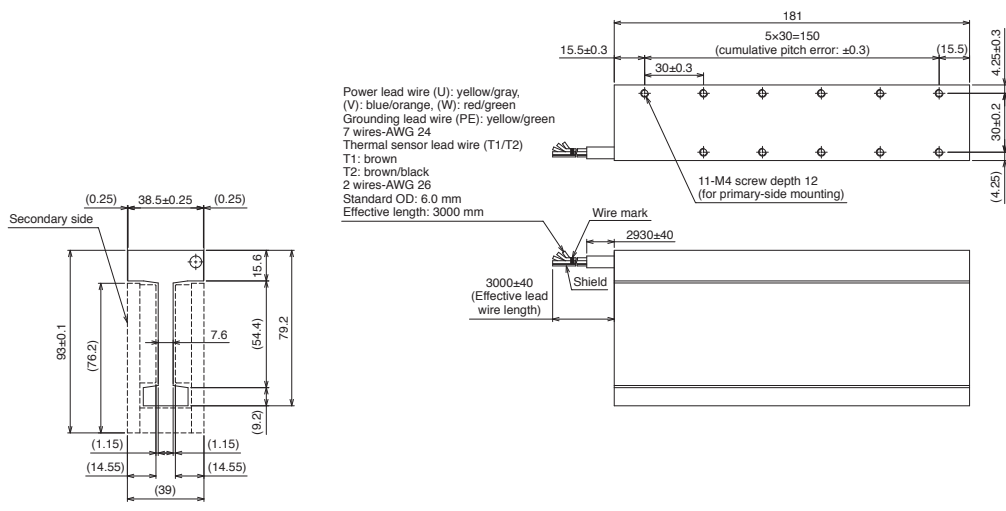 181
5×30=150
(cumulative pitch error: ±0.3)
15.5±0.3
(15.5)
30±0.3
4.25±0.3
30±0.2
(4.25)
11-M4 screw depth 12
(for primary-side mounting)
Power lead wire (U): yellow/gray,
(V): blue/orange, (W): red/green
Grounding lead wire (PE): yellow/green
7 wires-AWG 24
Thermal sensor lead wire (T1/T2)
T1: brown
T2: brown/black
2 wires-AWG 26
Standard OD: 6.0 mm
Effective length: 3000 mm
Wire mark
2930±40
Shield
3000±40
(Effective lead
wire length)
(0.25)
38.5±0.25
(0.25)
Secondary side
15.6
93±0.1
(76.2)
7.6
(54.4)
79.2
(9.2)
(1.15)
(1.15)
(14.55)
(14.55)
(39)